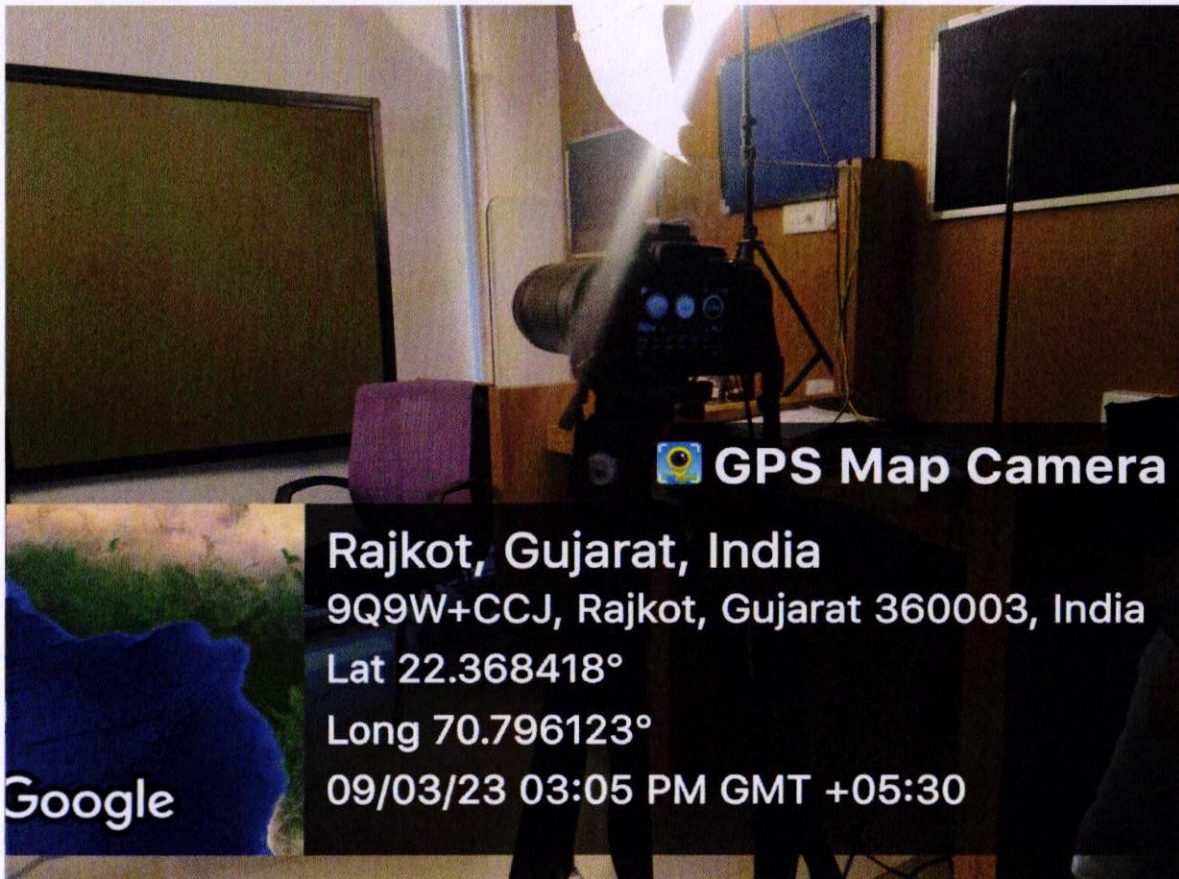 GPS Map Camera
Rajkot, Gujarat, India
9Q9W+CCJ, Rajkot, Gujarat 360003, India
Lat 22.368418°
Long 70.796123°
09/03/23 03:05 PM GMT +05:30
Google